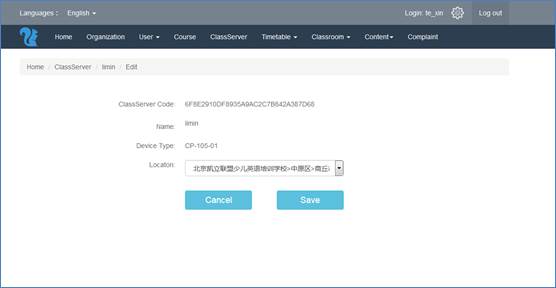 Languages : English Login: te_xin Log out
Home Organization User Course ClassServer Timetable Classroom Content Complaint
Home / ClassServer / limin / Edit
ClassServer Code: 6F8E2910DF8935A9AC2C7B842A387D68
Name: limin
Device Type: CP-105-01
Locaton: 北京凯立联盟少儿英语培训学校>中原区>商丘
Cancel Save